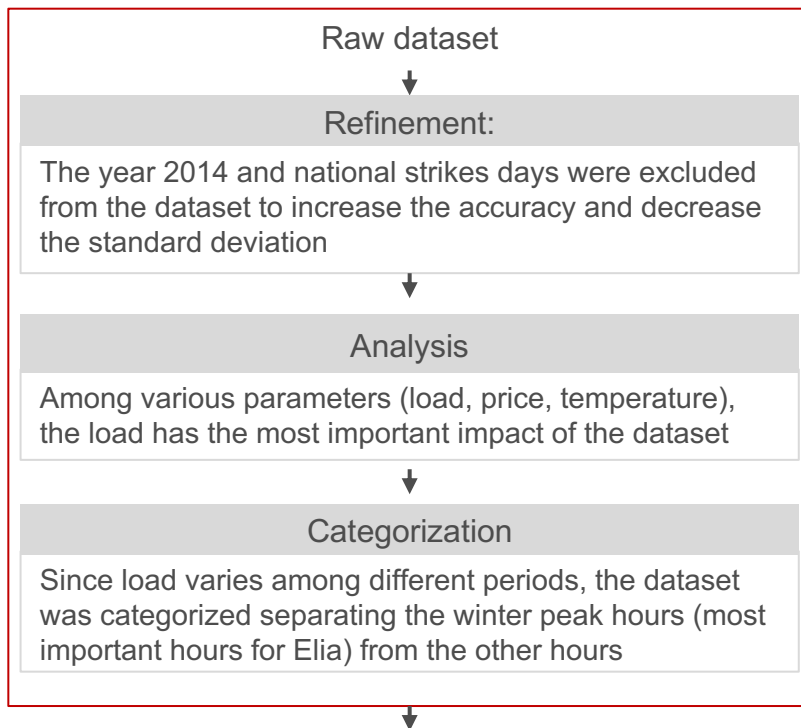 Raw dataset
Refinement:
The year 2014 and national strikes days were excluded
from the dataset to increase the accuracy and decrease
the standard deviation
Analysis
Among various parameters (load, price, temperature),
the load has the most important impact of the dataset
Categorization
Since load varies among different periods, the dataset
was categorized separating the winter peak hours (most
important hours for Elia) from the other hours